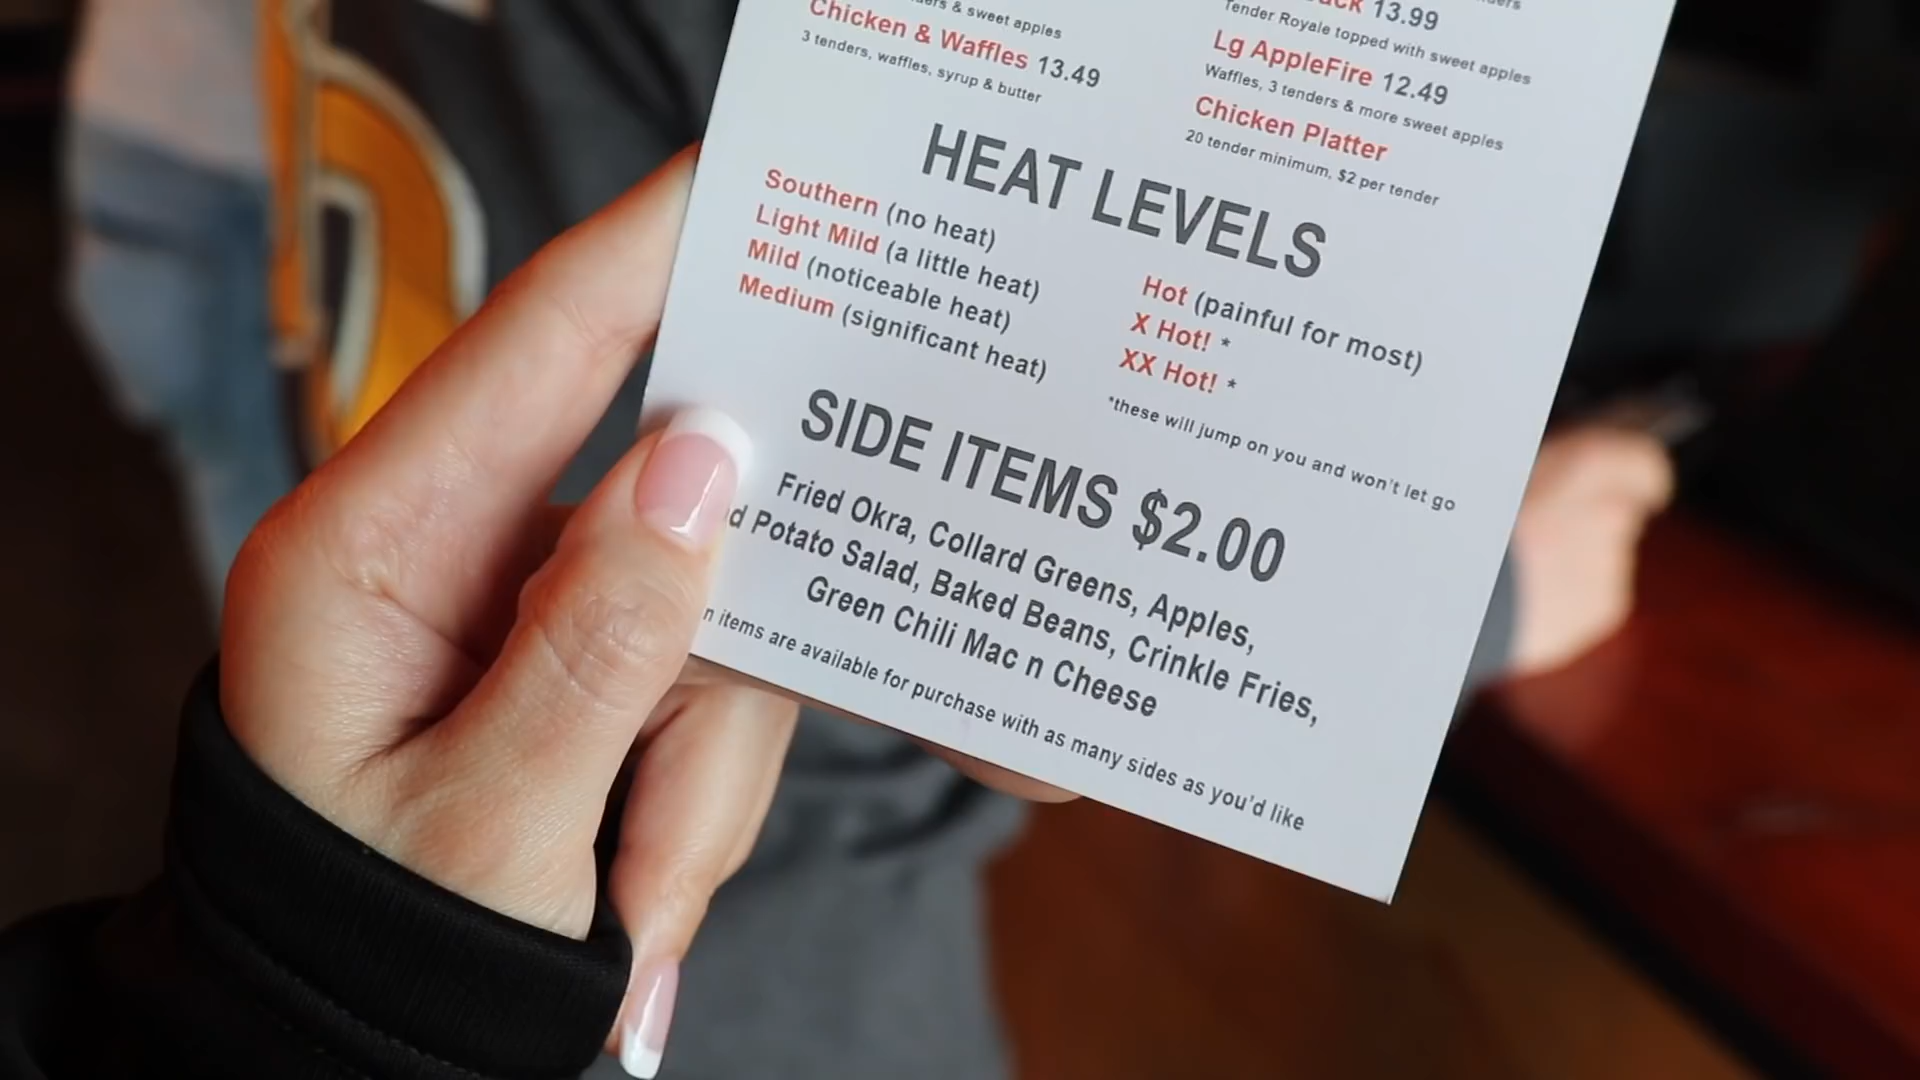 & sweet apples
Chicken & Waffles 13.49
3 tenders, waffles, syrup & butter
13.99
Tender Royale topped with sweet apples
Lg AppleFire 12.49
Waffles, 3 tenders & more sweet apples
Chicken Platter
20 tender minimum, $2 per tender
HEAT LEVELS
Southern (no heat)
Light Mild (a little heat)
Mild (noticeable heat)
Medium (significant heat)
Hot (painful for most)
X Hot! *
XX Hot! *
*these will jump on you and won't let go
SIDE ITEMS $2.00
Fried Okra, Collard Greens, Apples,
Potato Salad, Baked Beans, Crinkle Fries,
Green Chili Mac n Cheese
items are available for purchase with as many sides as you'd like